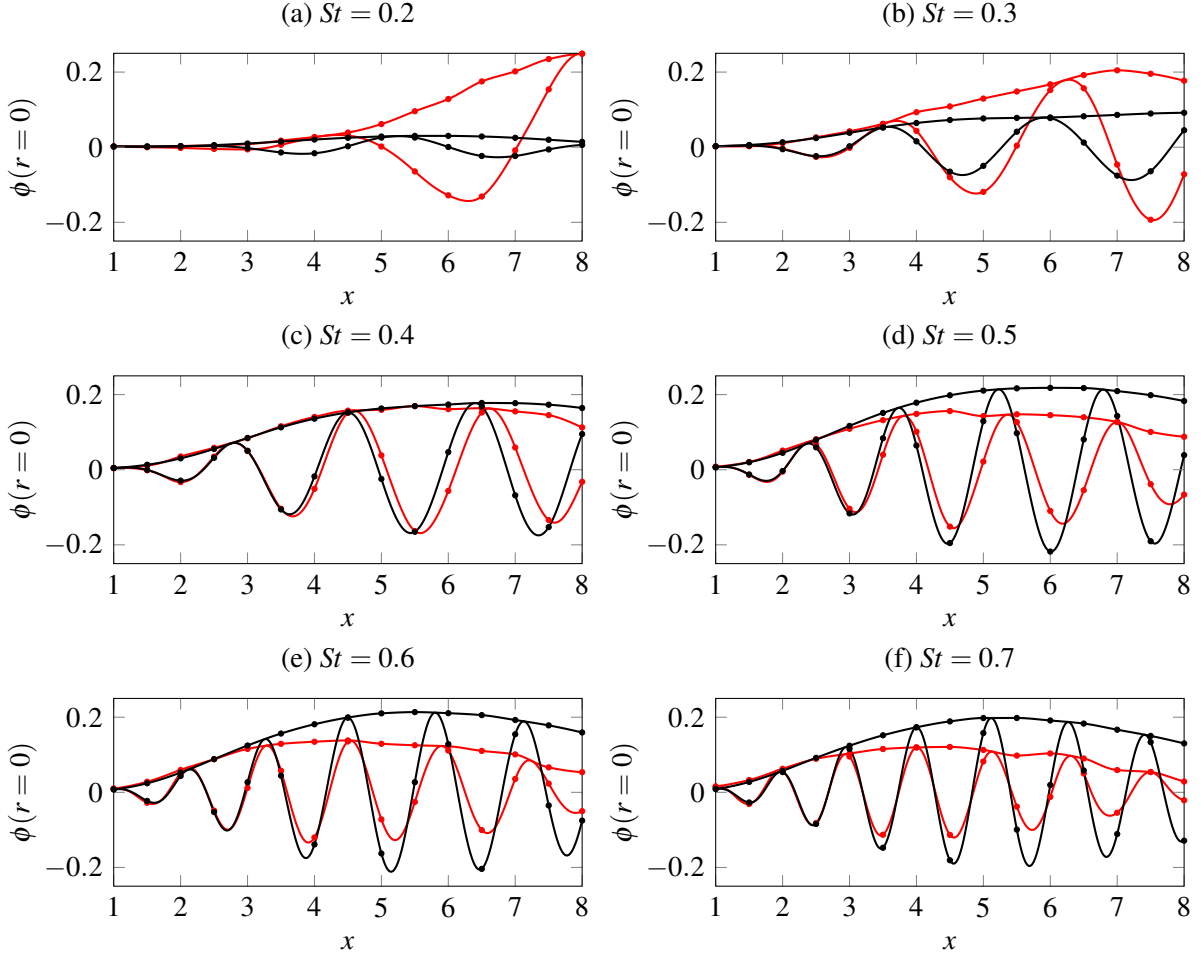 (a) St = 0.2
0.2
0
−0.2
ϕ(r = 0)
1 2 3 4 5 6 7 8
x
(b) St = 0.3
0.2
0
−0.2
ϕ(r = 0)
1 2 3 4 5 6 7 8
x
(c) St = 0.4
0.2
0
−0.2
ϕ(r = 0)
1 2 3 4 5 6 7 8
x
(d) St = 0.5
0.2
0
−0.2
ϕ(r = 0)
1 2 3 4 5 6 7 8
x
(e) St = 0.6
0.2
0
−0.2
ϕ(r = 0)
1 2 3 4 5 6 7 8
x
(f) St = 0.7
0.2
0
−0.2
ϕ(r = 0)
1 2 3 4 5 6 7 8
x